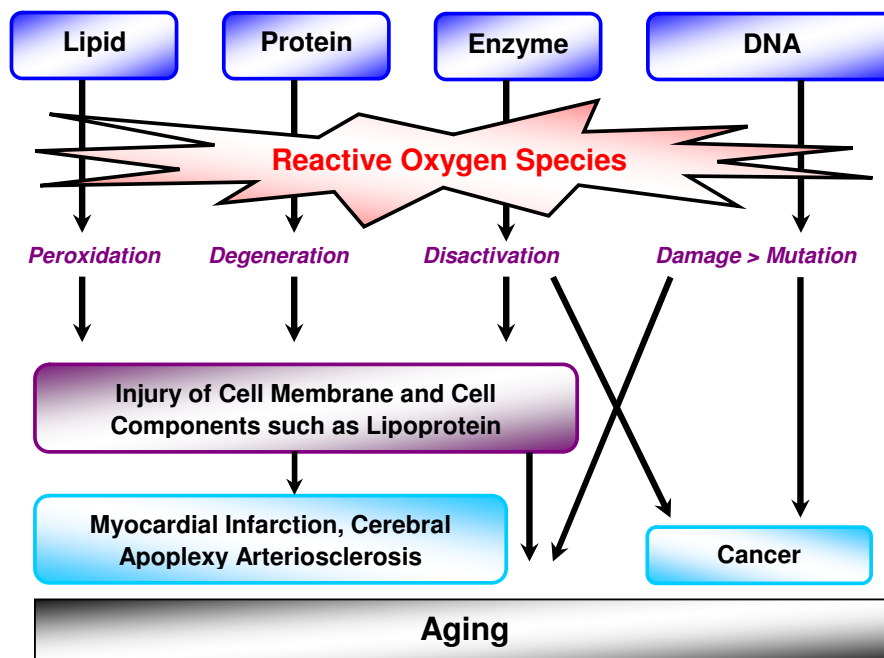 Lipid
Protein
Enzyme
DNA
Reactive Oxygen Species
Peroxidation
Degeneration
Disactivation
Damage > Mutation
Injury of Cell Membrane and Cell
Components such as Lipoprotein
Myocardial Infarction, Cerebral
Apoplexy Arteriosclerosis
Cancer
Aging